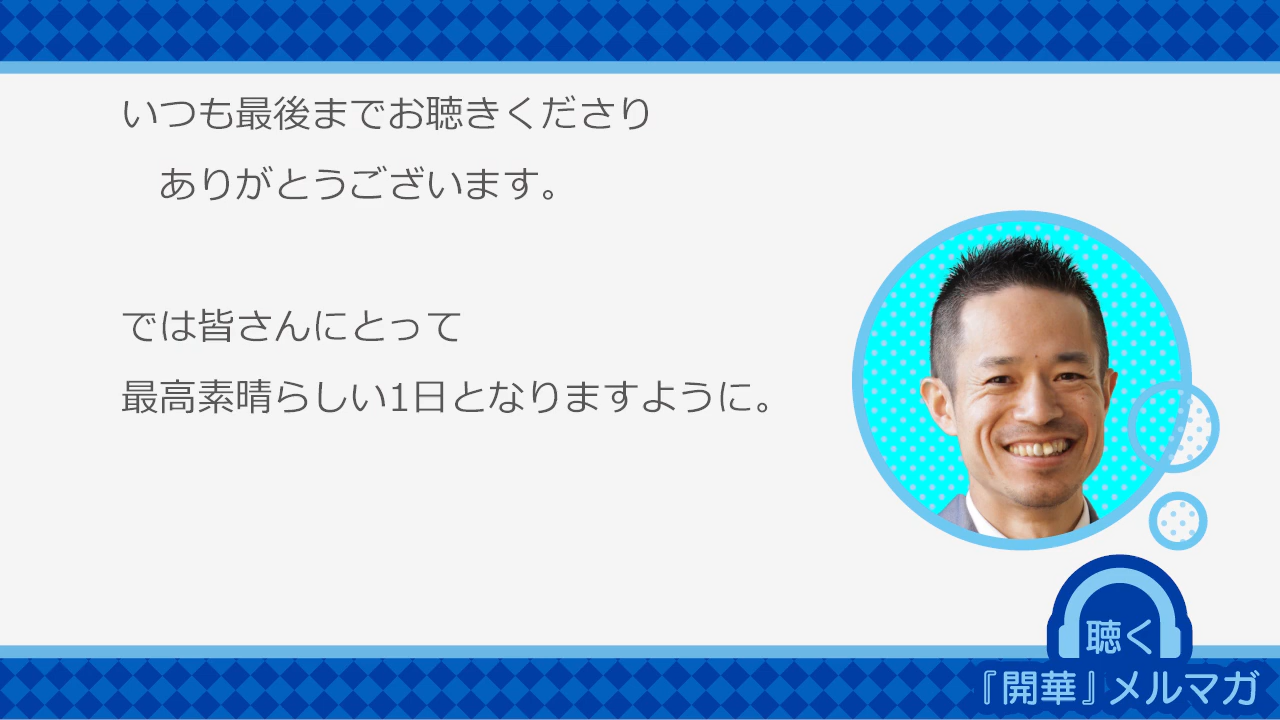 いつも最後までお聴きくださり
ありがとうございます。
では皆さんにとって
最高素晴らしい1日となりますように。
聴く
『開華』メルマガ